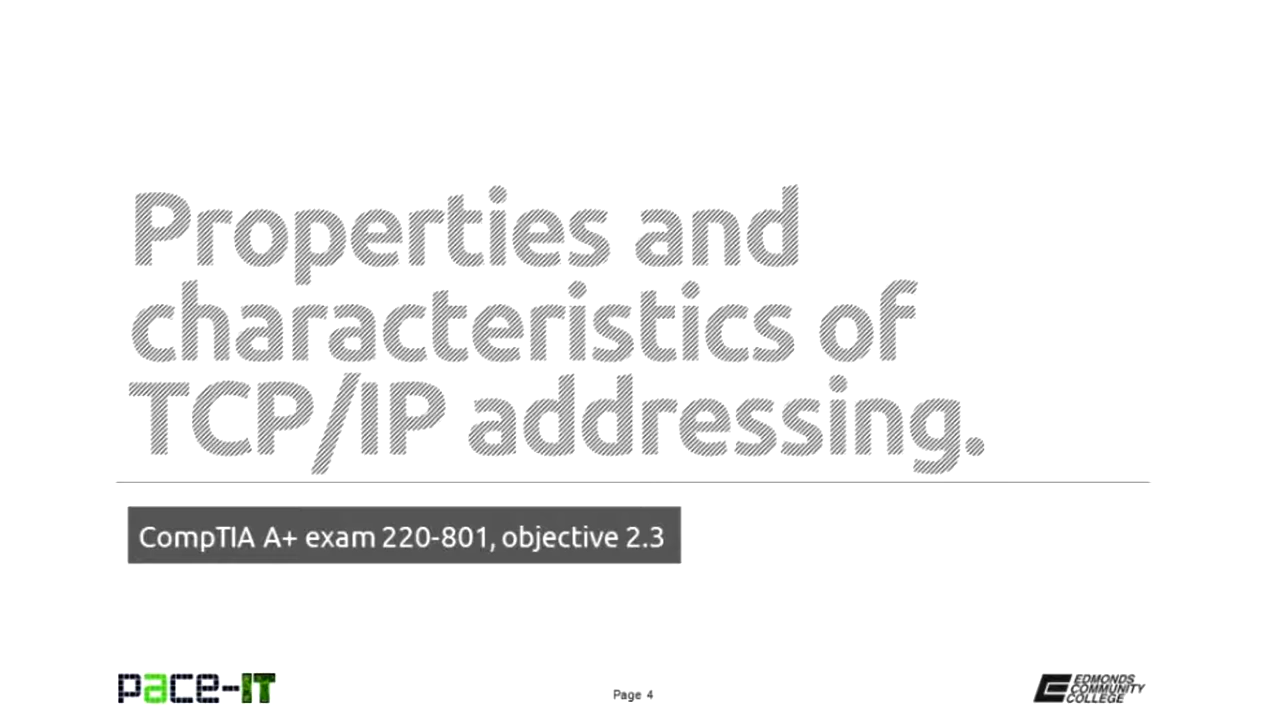 Properties and
characteristics of
TCP/IP addressing.
CompTIA A+ exam 220-801, objective 2.3
pace-IT
Page 4
EDMONDS
COMMUNITY
COLLEGE